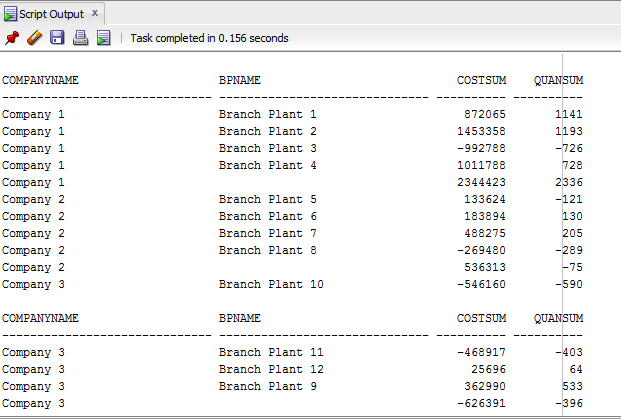 Script Output x
Task completed in 0.156 seconds
COMPANYNAME BPNAME COSTSUM QUANSUM
------------------------------ ------------------------------ ---------- ----------
Company 1 Branch Plant 1 872065 1141
Company 1 Branch Plant 2 1453358 1193
Company 1 Branch Plant 3 -992788 -726
Company 1 Branch Plant 4 1011788 728
Company 1 2344423 2336
Company 2 Branch Plant 5 133624 -121
Company 2 Branch Plant 6 183894 130
Company 2 Branch Plant 7 488275 205
Company 2 Branch Plant 8 -269480 -289
Company 2 536313 -75
Company 3 Branch Plant 10 -546160 -590
COMPANYNAME BPNAME COSTSUM QUANSUM
------------------------------ ------------------------------ ---------- ----------
Company 3 Branch Plant 11 -468917 -403
Company 3 Branch Plant 12 25696 64
Company 3 Branch Plant 9 362990 533
Company 3 -626391 -396